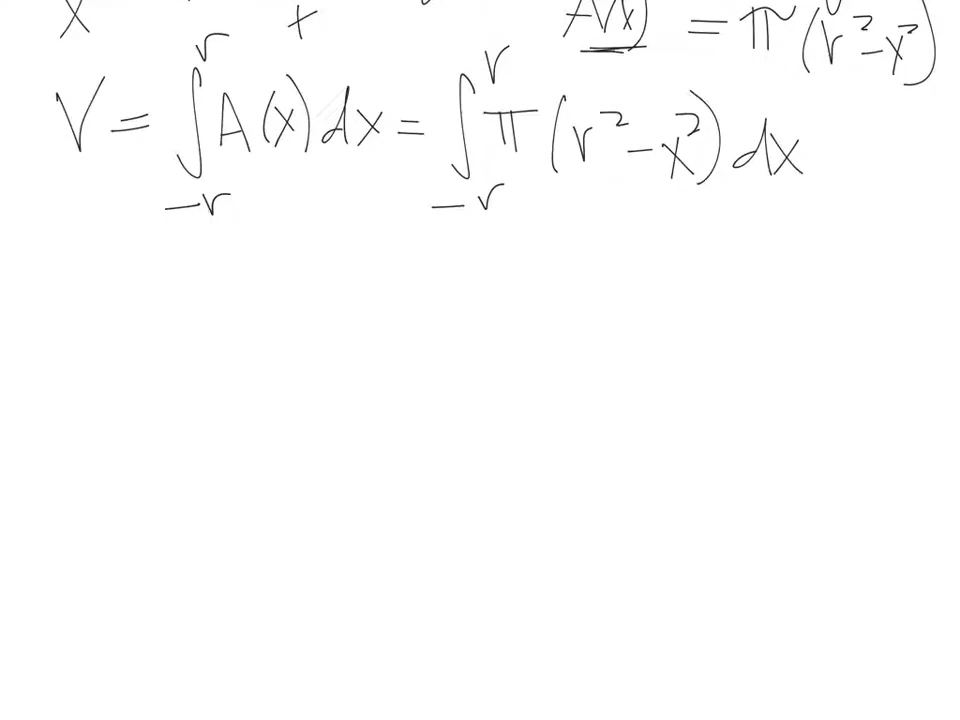 x
A(x) = π(r²-x²)
V = ∫_{-r}^{r} A(x)dx = ∫_{-r}^{r} π(r²-x²)dx